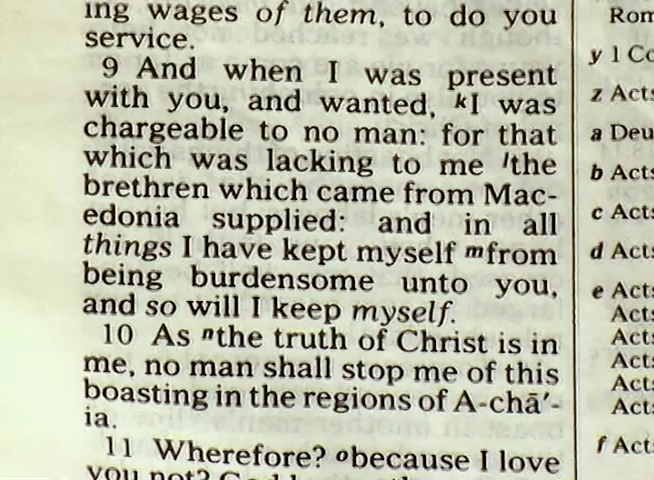 ing wages of them, to do you
service.
9 And when I was present
with you, and wanted, kI was
chargeable to no man: for that
which was lacking to me lthe
brethren which came from Mac-
edonia supplied: and in all
things I have kept myself mfrom
being burdensome unto you,
and so will I keep myself.
10 As nthe truth of Christ is in
me, no man shall stop me of this
boasting in the regions of A-chā′-
ia.
11 Wherefore? obecause I love
you not?
Rom
y 1 Co
z Acts
a Deu
b Acts
c Acts
d Acts
e Acts
Acts
Acts
Acts
Acts
Acts
f Acts